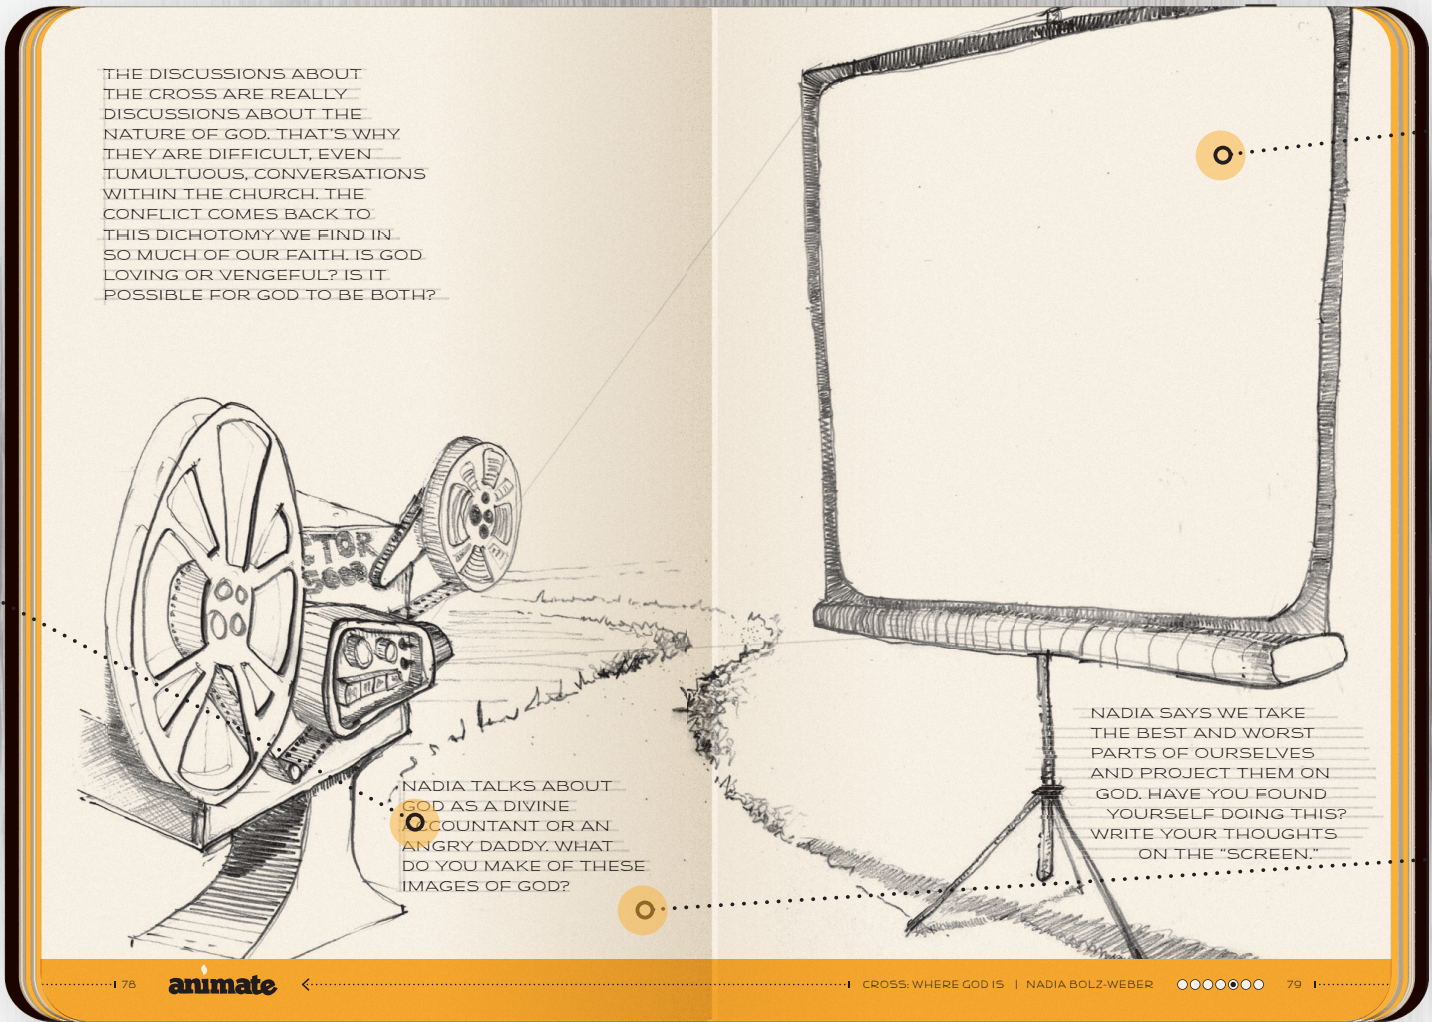 THE DISCUSSIONS ABOUT
THE CROSS ARE REALLY
DISCUSSIONS ABOUT THE
NATURE OF GOD. THAT'S WHY
THEY ARE DIFFICULT, EVEN
TUMULTUOUS, CONVERSATIONS
WITHIN THE CHURCH. THE
CONFLICT COMES BACK TO
THIS DICHOTOMY WE FIND IN
SO MUCH OF OUR FAITH. IS GOD
LOVING OR VENGEFUL? IS IT
POSSIBLE FOR GOD TO BE BOTH?
CTOR
5000
NADIA TALKS ABOUT
GOD AS A DIVINE
ACCOUNTANT OR AN
ANGRY DADDY. WHAT
DO YOU MAKE OF THESE
IMAGES OF GOD?
NADIA SAYS WE TAKE
THE BEST AND WORST
PARTS OF OURSELVES
AND PROJECT THEM ON
GOD. HAVE YOU FOUND
YOURSELF DOING THIS?
WRITE YOUR THOUGHTS
ON THE “SCREEN.”
78
animate
CROSS: WHERE GOD IS | NADIA BOLZ-WEBER
79